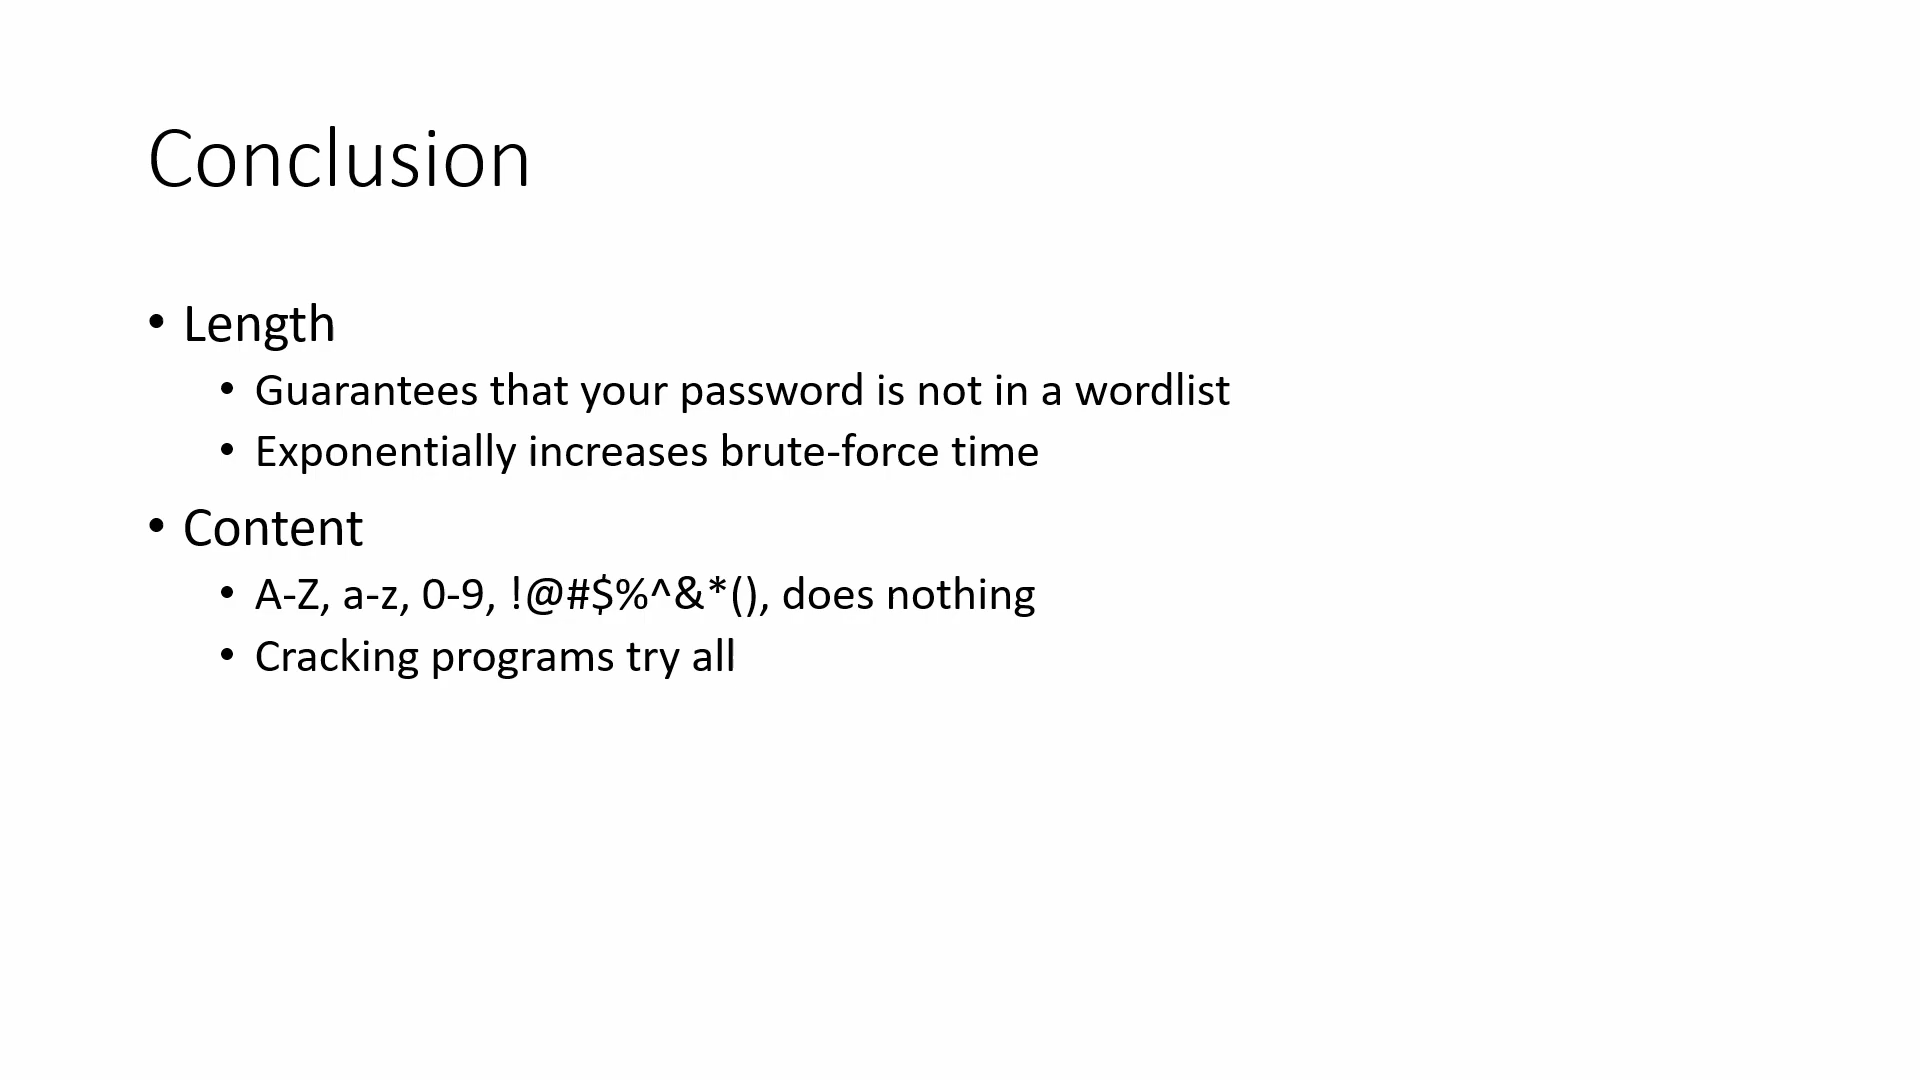 Conclusion
• Length
• Guarantees that your password is not in a wordlist
• Exponentially increases brute-force time
• Content
• A-Z, a-z, 0-9, !@#$%^&*(), does nothing
• Cracking programs try all